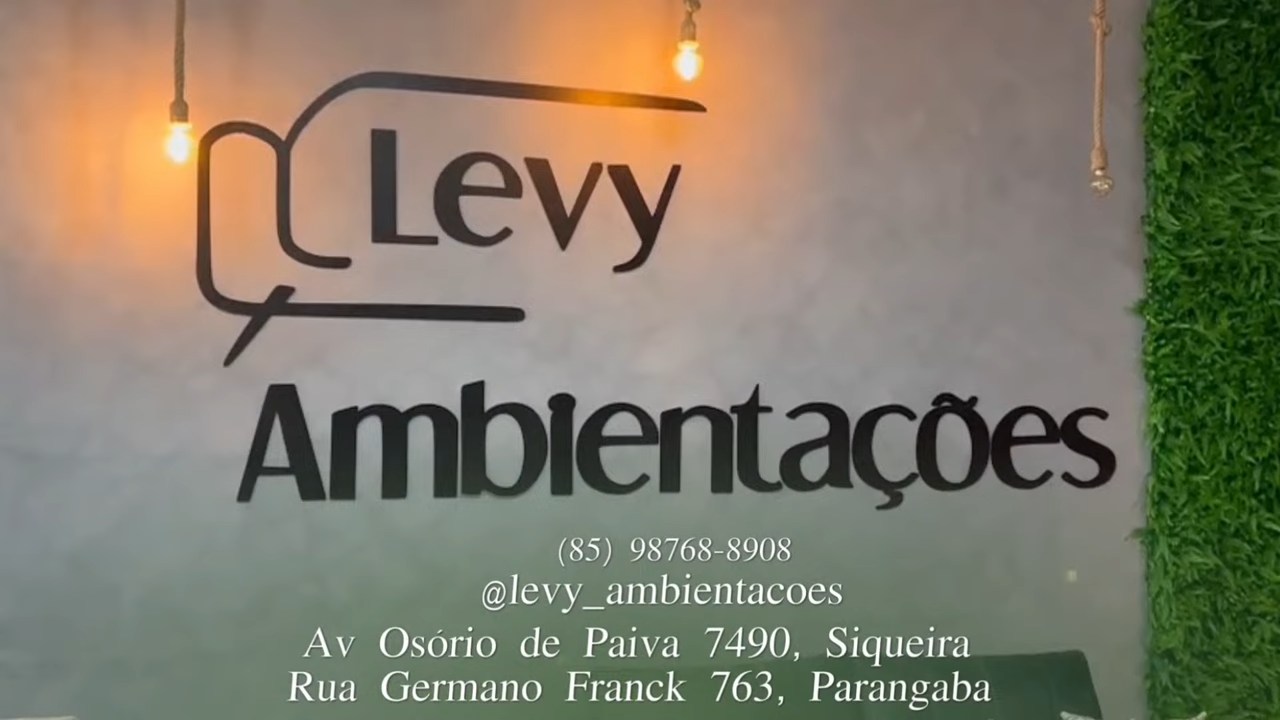 Levy
Ambientações
(85) 98768-8908
@levy_ambientacoes
Av Osório de Paiva 7490, Siqueira
Rua Germano Franck 763, Parangaba